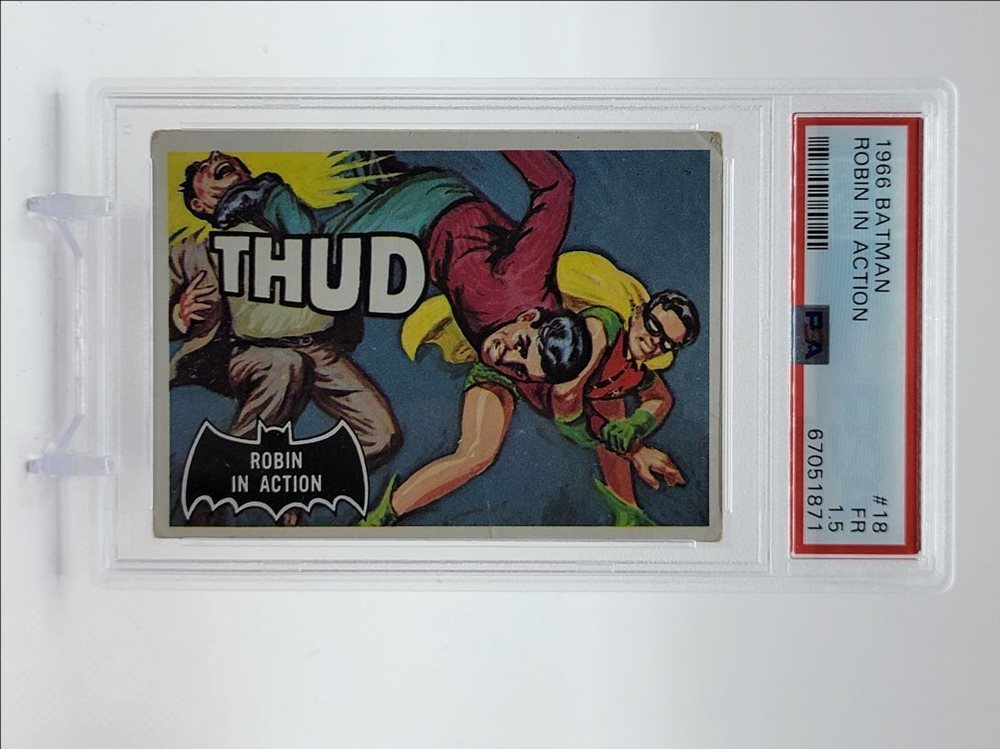 THUD
ROBIN
IN ACTION
1966 BATMAN #18
ROBIN IN ACTION FR
1.5
PSA 67051871